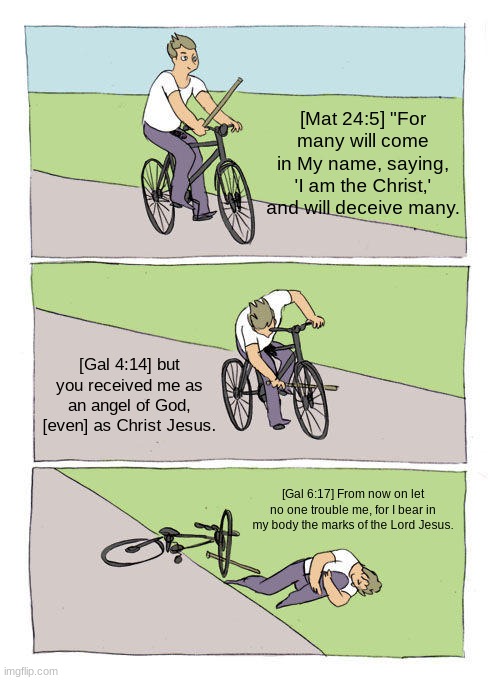 [Mat 24:5] "For
many will come
in My name, saying,
'I am the Christ,'
and will deceive many.
[Gal 4:14] but
you received me as
an angel of God,
[even] as Christ Jesus.
[Gal 6:17] From now on let
no one trouble me, for I bear in
my body the marks of the Lord Jesus.
imgflip.com